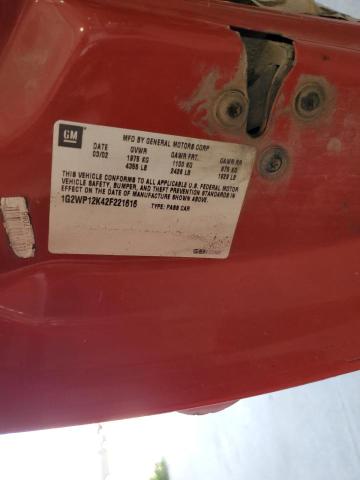 GM
MFD BY GENERAL MOTORS CORP
DATE GVWR GAWR FRT. GAWR RR
03/02 1975 KG 1100 KG 875 KG
4355 LB 2426 LB 1929 LB
THIS VEHICLE CONFORMS TO ALL APPLICABLE U.S. FEDERAL MOTOR
VEHICLE SAFETY, BUMPER, AND THEFT PREVENTION STANDARDS IN
EFFECT ON THE DATE OF MANUFACTURE SHOWN ABOVE.
1G2WP12K42F221616
TYPE: PASS CAR